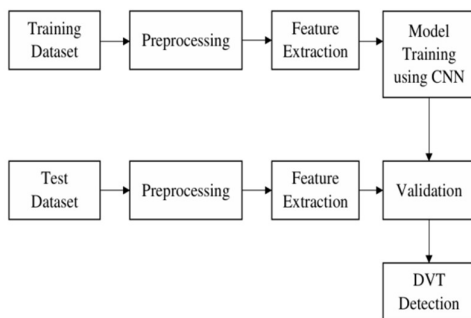 Training
Dataset
Preprocessing
Feature
Extraction
Model
Training
using CNN
Test
Dataset
Preprocessing
Feature
Extraction
Validation
DVT
Detection